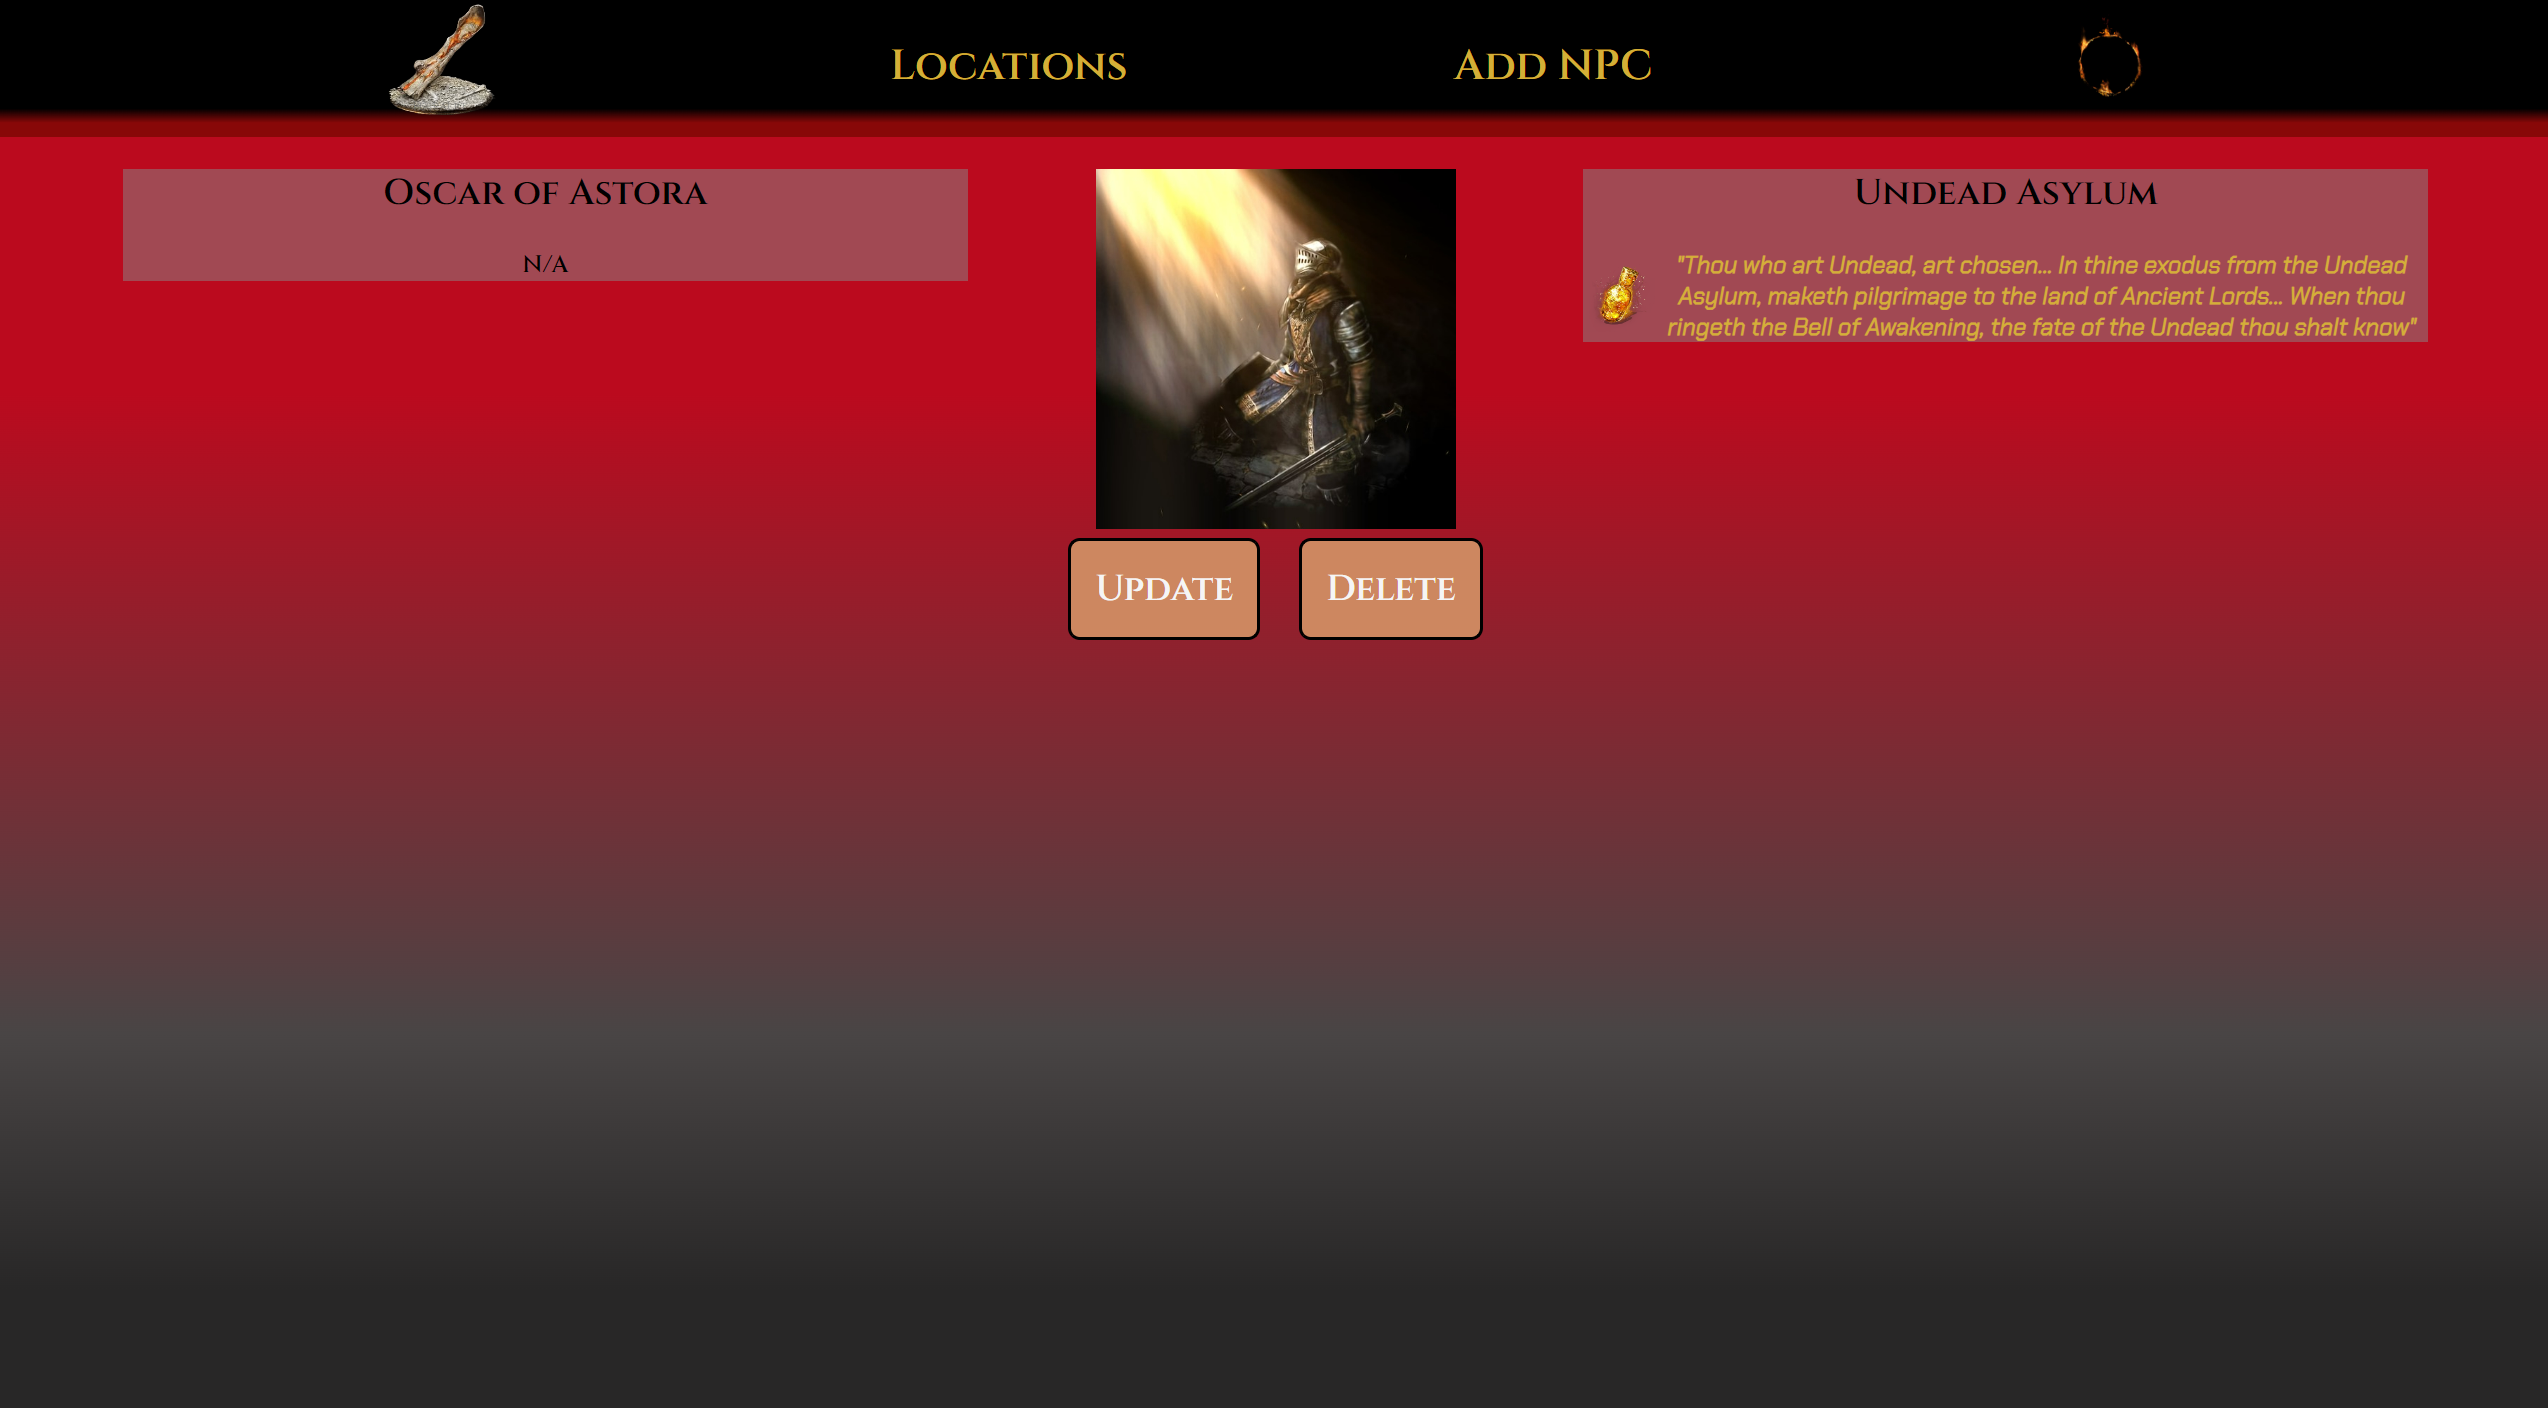 Locations
Add NPC
Oscar of Astora
N/A
Undead Asylum
"Thou who art Undead, art chosen... In thine exodus from the Undead
Asylum, maketh pilgrimage to the land of Ancient Lords... When thou
ringeth the Bell of Awakening, the fate of the Undead thou shalt know"
Update
Delete